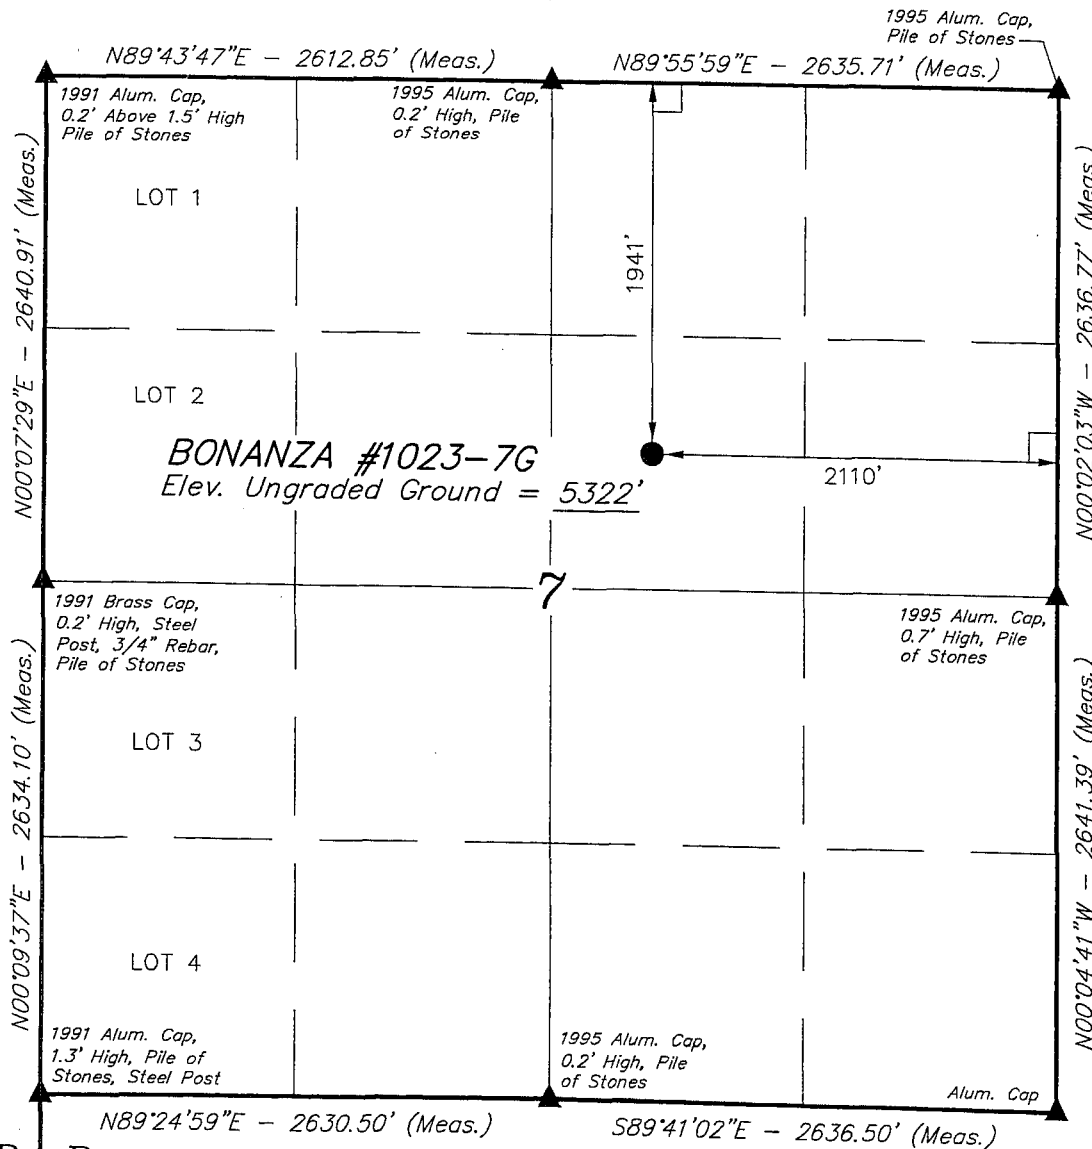 1995 Alum. Cap,
Pile of Stones
N89°43'47"E - 2612.85' (Meas.)
N89°55'59"E - 2635.71' (Meas.)
1991 Alum. Cap,
0.2' Above 1.5' High
Pile of Stones
1995 Alum. Cap,
0.2' High, Pile
of Stones
N00°07'29"E - 2640.91' (Meas.)
LOT 1
1941'
N00°02'03"W - 2636.77' (Meas.)
LOT 2
BONANZA #1023-7G
Elev. Ungraded Ground = 5322'
2110'
7
1991 Brass Cap,
0.2' High, Steel
Post, 3/4" Rebar,
Pile of Stones
1995 Alum. Cap,
0.7' High, Pile
of Stones
N00°09'37"E - 2634.10' (Meas.)
LOT 3
N00°04'41"W - 2641.39' (Meas.)
LOT 4
1991 Alum. Cap,
1.3' High, Pile of
Stones, Steel Post
1995 Alum. Cap,
0.2' High, Pile
of Stones
Alum. Cap
N89°24'59"E - 2630.50' (Meas.)
S89°41'02"E - 2636.50' (Meas.)